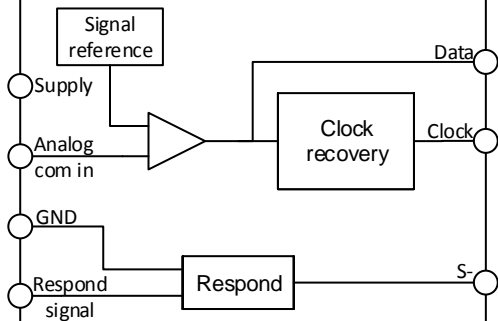 Signal
reference
Data
Supply
Analog
com in
Clock
recovery
Clock
GND
Respond
signal
Respond
S-